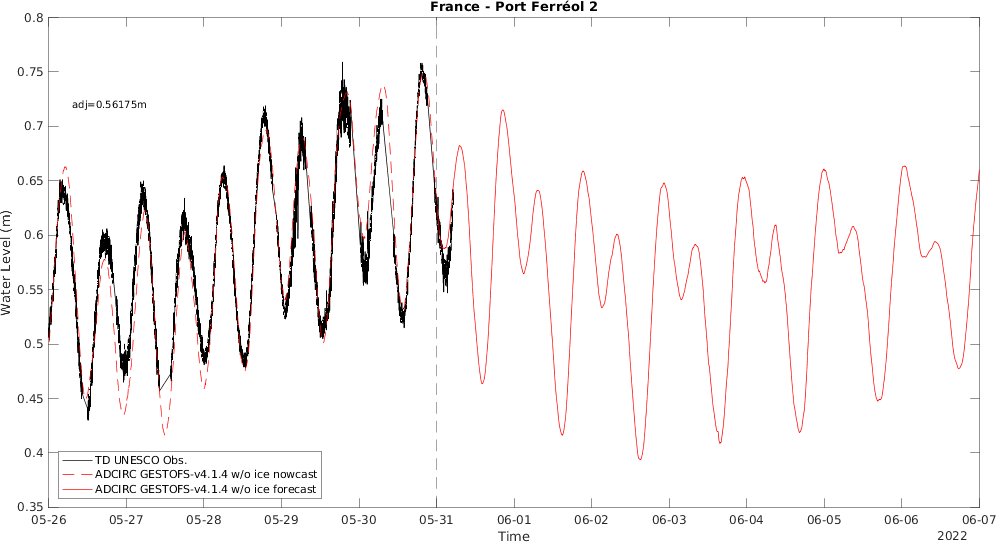 France - Port Ferréol 2
0.8
0.75
0.7
0.65
0.6
0.55
0.5
0.45
0.4
0.35
Water Level (m)
adj=0.56175m
TD UNESCO Obs.
ADCIRC GESTOFS-v4.1.4 w/o ice nowcast
ADCIRC GESTOFS-v4.1.4 w/o ice forecast
05-26 05-27 05-28 05-29 05-30 05-31 06-01 06-02 06-03 06-04 06-05 06-06 06-07
Time
2022